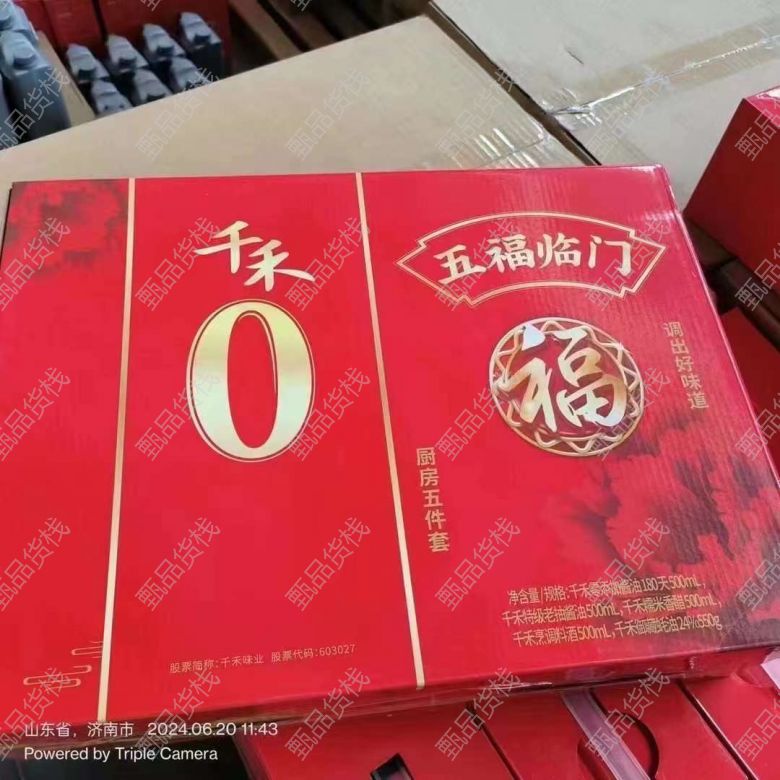 千禾
0
五福临门
福
调出好味道
厨房五件套
净含量/规格:千禾零添加酱油180天500mL,
千禾特级老抽酱油500mL,千禾糯米香醋500mL,
千禾烹调料酒500mL,千禾御藏蚝油24%550g
股票简称:千禾味业 股票代码:603027
山东省，济南市 2024.06.20 11:43
Powered by Triple Camera
甄品货栈